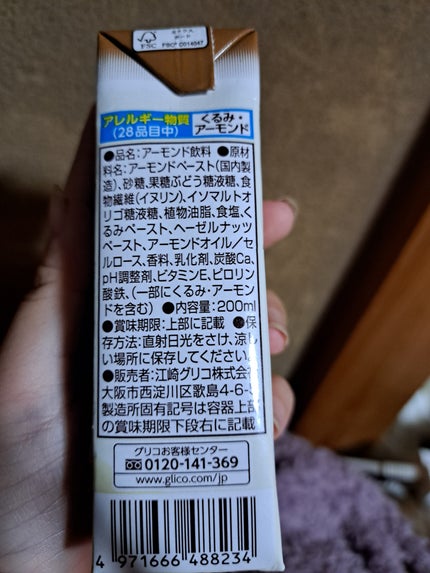 FSC
FSC® C014047
アレルギー物質
(28品目中)
くるみ・
アーモンド
●品名:アーモンド飲料 ●原材
料名:アーモンドペースト(国内製
造)、砂糖、果糖ぶどう糖液糖、食
物繊維(イヌリン)、イソマルトオ
リゴ糖液糖、植物油脂、食塩、く
るみペースト、ヘーゼルナッツ
ペースト、アーモンドオイル/セ
ルロース、香料、乳化剤、炭酸Ca、
pH調整剤、ビタミンE、ピロリン
酸鉄、(一部にくるみ・アーモン
ドを含む) ●内容量:200ml
●賞味期限:上部に記載 ●保
存方法:直射日光をさけ、涼し
い場所に保存してください。
●販売者:江崎グリコ株式会
大阪市西淀川区歌島4-6-
製造所固有記号は容器上部
の賞味期限下段右に記載
グリコお客様センター
0120-141-369
www.glico.com/jp
4 971666 488234